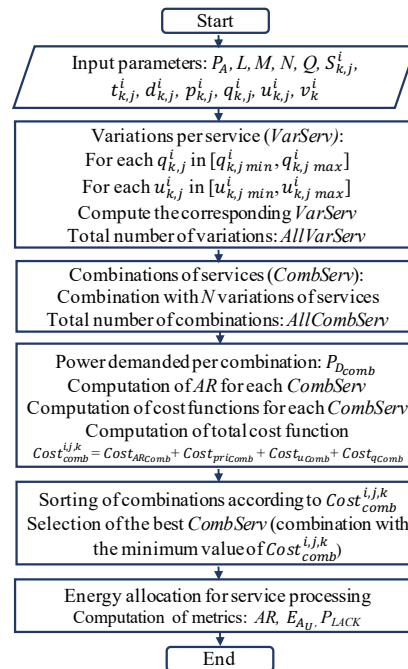 Start
Input parameters: P_A, L, M, N, Q, S^i_{k,j},
t^i_{k,j}, d^i_{k,j}, p^i_{k,j}, q^i_{k,j}, u^i_{k,j}, v^i_k
Variations per service (VarServ):
For each q^i_{k,j} in [q^i_{k,j min}, q^i_{k,j max}]
For each u^i_{k,j} in [u^i_{k,j min}, u^i_{k,j max}]
Compute the corresponding VarServ
Total number of variations: AllVarServ
Combinations of services (CombServ):
Combination with N variations of services
Total number of combinations: AllCombServ
Power demanded per combination: P_{D_{comb}}
Computation of AR for each CombServ
Computation of cost functions for each CombServ
Computation of total cost function
Cost^{i,j,k}_{comb} = Cost_{ARComb} + Cost_{priComb} + Cost_{uComb} + Cost_{qComb}
Sorting of combinations according to Cost^{i,j,k}_{comb}
Selection of the best CombServ (combination with
the minimum value of Cost^{i,j,k}_{comb})
Energy allocation for service processing
Computation of metrics: AR, E_{A_U}, P_{LACK}
End